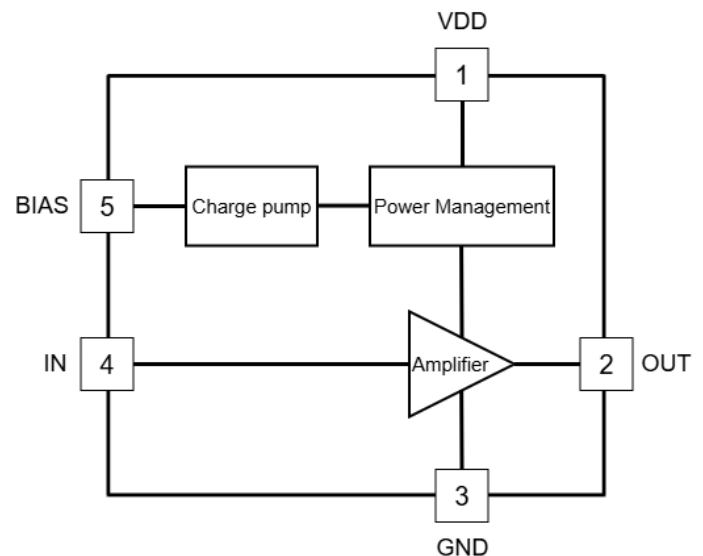 VDD
1
BIAS 5 Charge pump Power Management
IN 4 Amplifier 2 OUT
3
GND